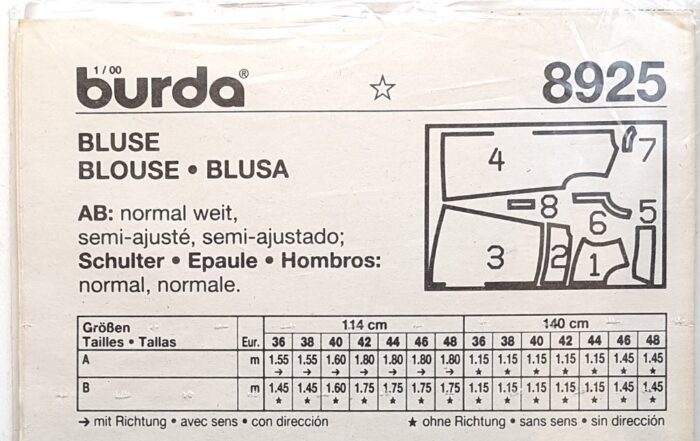 1/00
burda® ☆ 8925
BLUSE
BLOUSE • BLUSA
AB: normal weit,
semi-ajusté, semi-ajustado;
Schulter • Epaule • Hombros:
normal, normale.
4 7
8 6 5
3 2 1
Größen 114 cm 140 cm
Tailles • Tallas Eur. 36 38 40 42 44 46 48 36 38 40 42 44 46 48
A m 1.55 1.55 1.60 1.80 1.80 1.80 1.80 1.15 1.15 1.15 1.15 1.15 1.45 1.45
→ → → → → → → ★ ★ ★ ★ ★ ★ ★
B m 1.45 1.45 1.60 1.75 1.75 1.75 1.75 1.15 1.15 1.15 1.15 1.15 1.45 1.45
★ ★ ★ ★ ★ ★ ★ ★ ★ ★ ★ ★ ★ ★
→ mit Richtung • avec sens • con dirección ★ ohne Richtung • sans sens • sin dirección